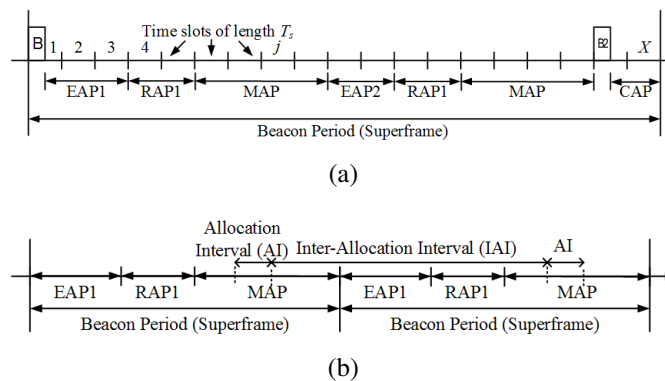 Time slots of length Ts
B 1 2 3 4 j B2 X
EAP1 RAP1 MAP EAP2 RAP1 MAP CAP
Beacon Period (Superframe)
(a)
Allocation
Interval (AI) Inter-Allocation Interval (IAI) AI
EAP1 RAP1 MAP EAP1 RAP1 MAP
Beacon Period (Superframe) Beacon Period (Superframe)
(b)